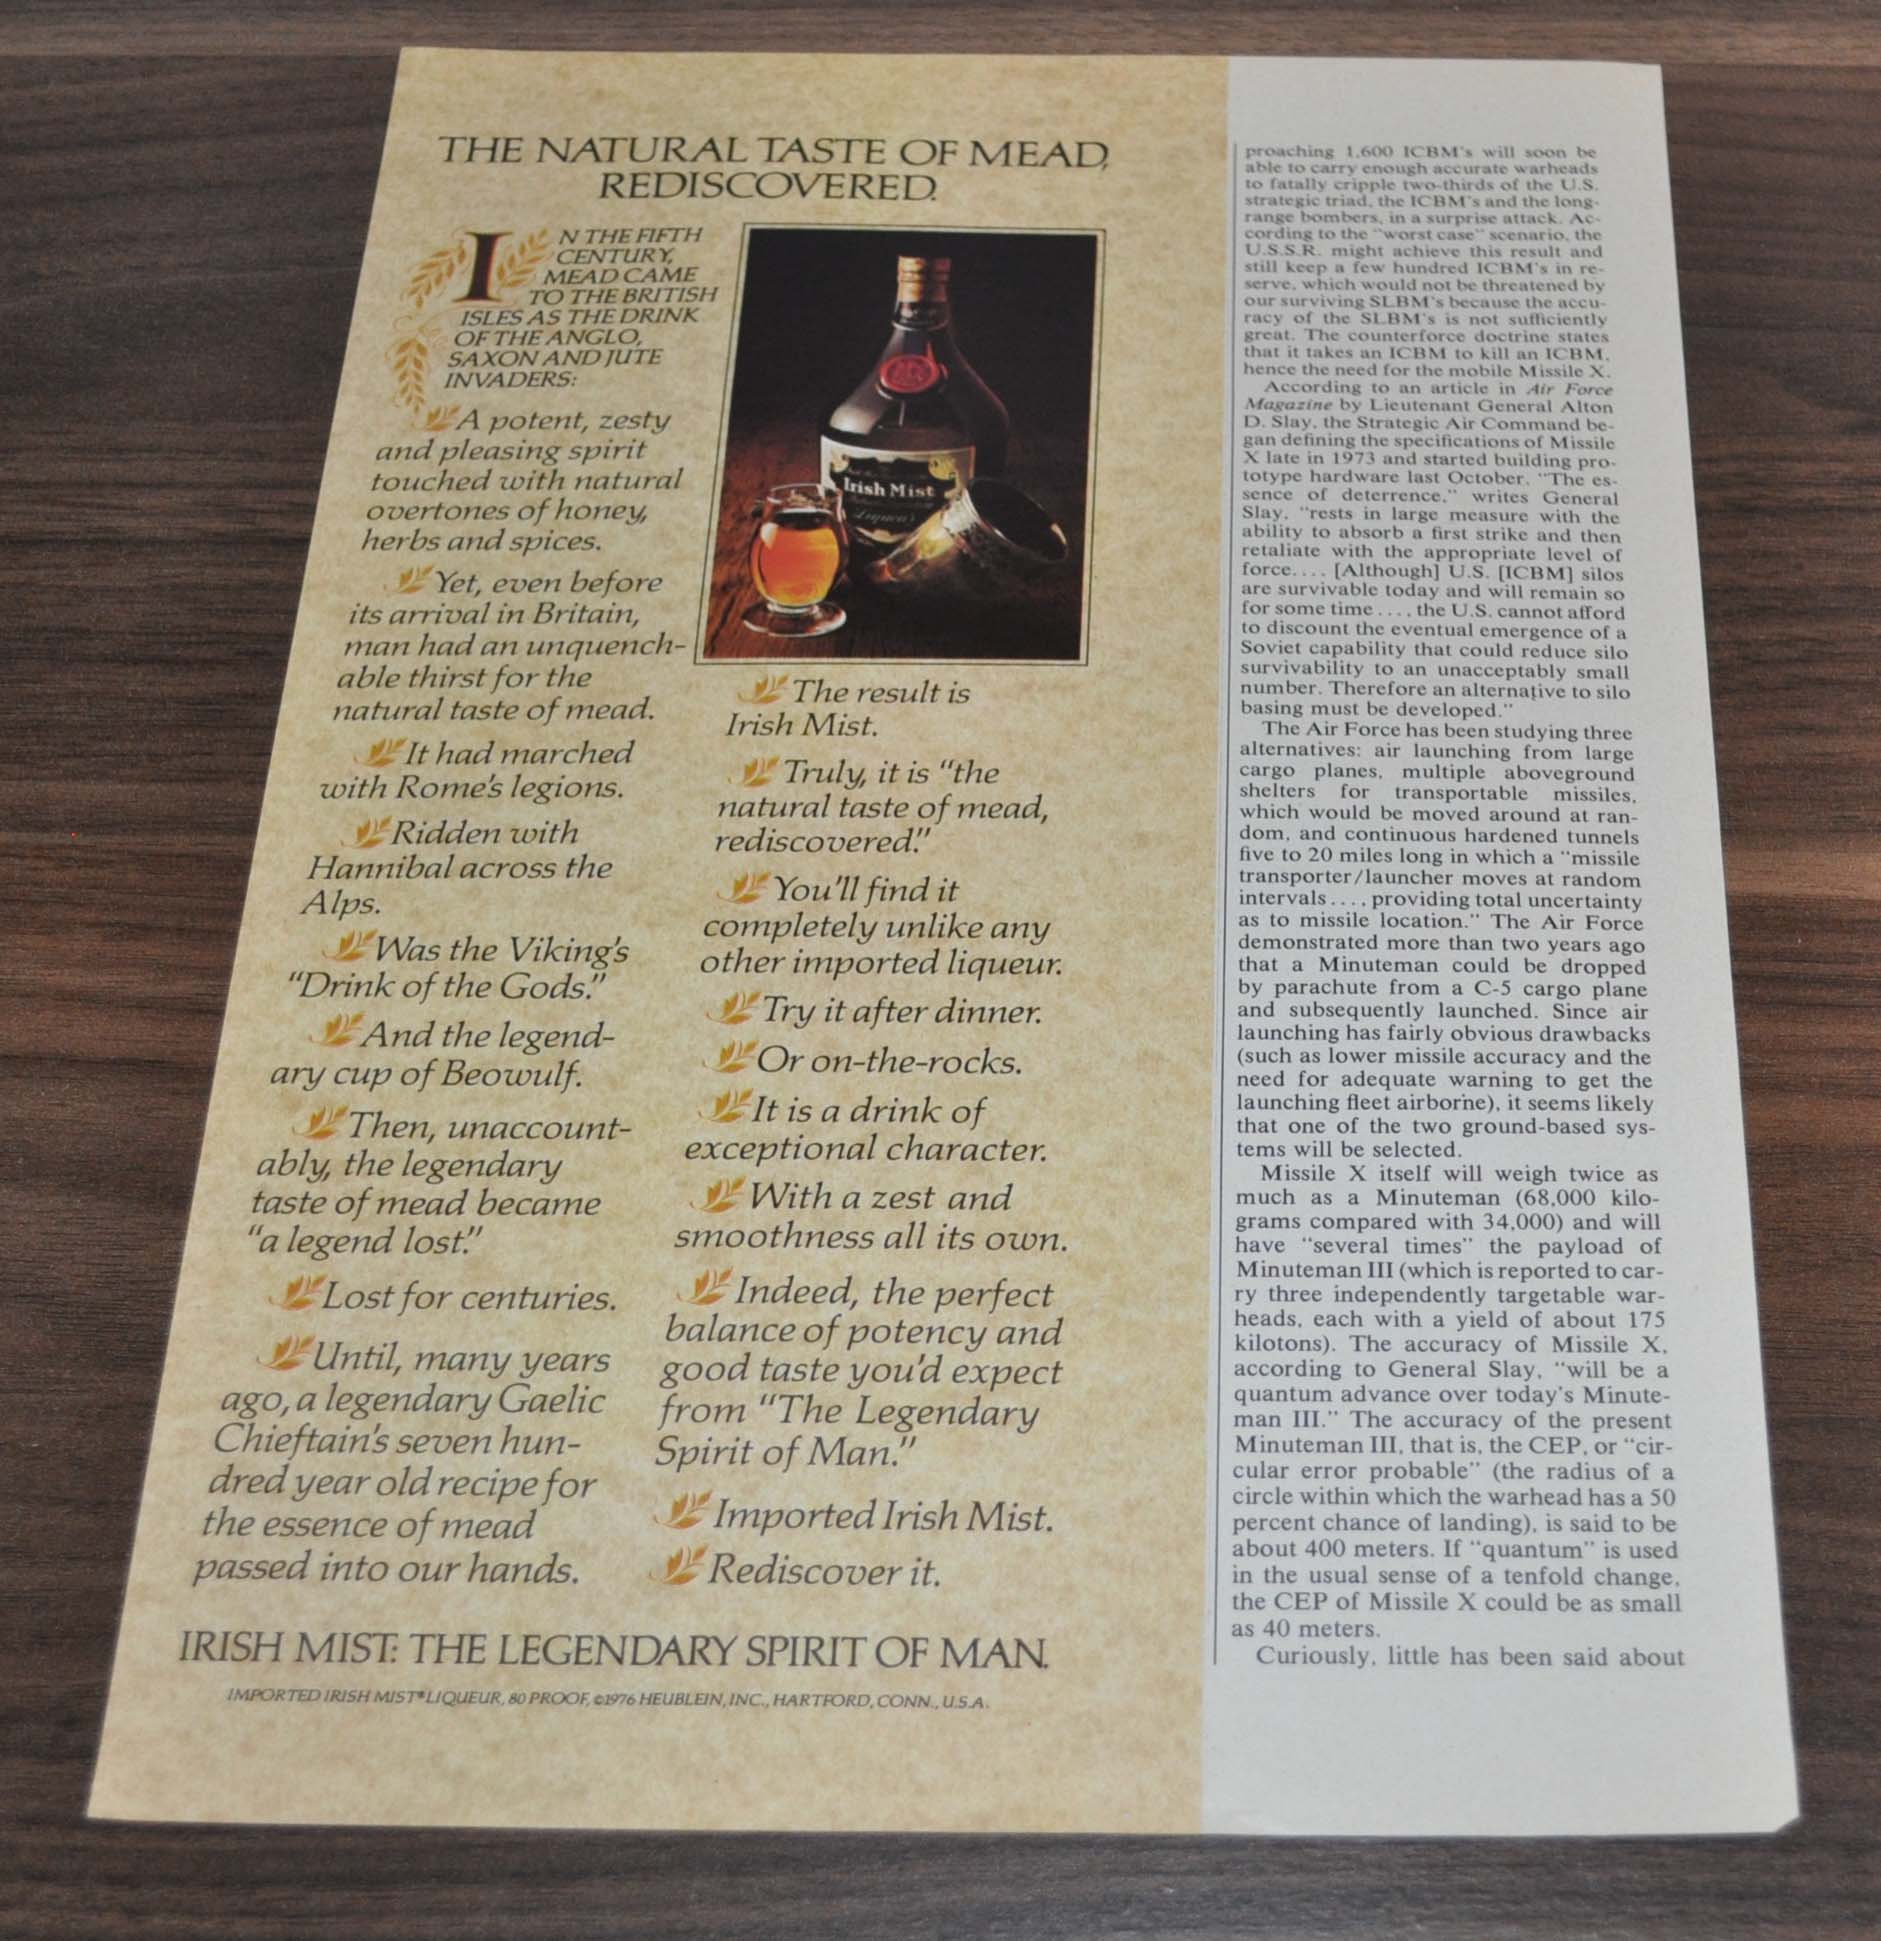 THE NATURAL TASTE OF MEAD,
REDISCOVERED.
IN THE FIFTH
CENTURY,
MEAD CAME
TO THE BRITISH
ISLES AS THE DRINK
OF THE ANGLO,
SAXON AND JUTE
INVADERS:
A potent, zesty
and pleasing spirit
touched with natural
overtones of honey,
herbs and spices.
Yet, even before
its arrival in Britain,
man had an unquench-
able thirst for the
natural taste of mead.
It had marched
with Rome's legions.
Ridden with
Hannibal across the
Alps.
Was the Viking's
"Drink of the Gods."
And the legend-
ary cup of Beowulf.
Then, unaccount-
ably, the legendary
taste of mead became
"a legend lost."
Lost for centuries.
Until, many years
ago, a legendary Gaelic
Chieftain's seven hun-
dred year old recipe for
the essence of mead
passed into our hands.
Irish Mist
Liqueur
The result is
Irish Mist.
Truly, it is "the
natural taste of mead,
rediscovered."
You'll find it
completely unlike any
other imported liqueur.
Try it after dinner.
Or on-the-rocks.
It is a drink of
exceptional character.
With a zest and
smoothness all its own.
Indeed, the perfect
balance of potency and
good taste you'd expect
from "The Legendary
Spirit of Man."
Imported Irish Mist.
Rediscover it.
IRISH MIST: THE LEGENDARY SPIRIT OF MAN.
IMPORTED IRISH MIST® LIQUEUR, 80 PROOF, ©1976 HEUBLEIN, INC., HARTFORD, CONN., U.S.A.
proaching 1,600 ICBM's will soon be
able to carry enough accurate warheads
to fatally cripple two-thirds of the U.S.
strategic triad, the ICBM's and the long-
range bombers, in a surprise attack. Ac-
cording to the "worst case" scenario, the
U.S.S.R. might achieve this result and
still keep a few hundred ICBM's in re-
serve, which would not be threatened by
our surviving SLBM's because the accu-
racy of the SLBM's is not sufficiently
great. The counterforce doctrine states
that it takes an ICBM to kill an ICBM,
hence the need for the mobile Missile X.
According to an article in Air Force
Magazine by Lieutenant General Alton
D. Slay, the Strategic Air Command be-
gan defining the specifications of Missile
X late in 1973 and started building pro-
totype hardware last October. "The es-
sence of deterrence," writes General
Slay, "rests in large measure with the
ability to absorb a first strike and then
retaliate with the appropriate level of
force.... [Although] U.S. [ICBM] silos
are survivable today and will remain so
for some time ...., the U.S. cannot afford
to discount the eventual emergence of a
Soviet capability that could reduce silo
survivability to an unacceptably small
number. Therefore an alternative to silo
basing must be developed."
The Air Force has been studying three
alternatives: air launching from large
cargo planes, multiple aboveground
shelters for transportable missiles,
which would be moved around at ran-
dom, and continuous hardened tunnels
five to 20 miles long in which a "missile
transporter/launcher moves at random
intervals...., providing total uncertainty
as to missile location." The Air Force
demonstrated more than two years ago
that a Minuteman could be dropped
by parachute from a C-5 cargo plane
and subsequently launched. Since air
launching has fairly obvious drawbacks
(such as lower missile accuracy and the
need for adequate warning to get the
launching fleet airborne), it seems likely
that one of the two ground-based sys-
tems will be selected.
Missile X itself will weigh twice as
much as a Minuteman (68,000 kilo-
grams compared with 34,000) and will
have "several times" the payload of
Minuteman III (which is reported to car-
ry three independently targetable war-
heads, each with a yield of about 175
kilotons). The accuracy of Missile X,
according to General Slay, "will be a
quantum advance over today's Minute-
man III." The accuracy of the present
Minuteman III, that is, the CEP, or "cir-
cular error probable" (the radius of a
circle within which the warhead has a 50
percent chance of landing), is said to be
about 400 meters. If "quantum" is used
in the usual sense of a tenfold change,
the CEP of Missile X could be as small
as 40 meters.
Curiously, little has been said about